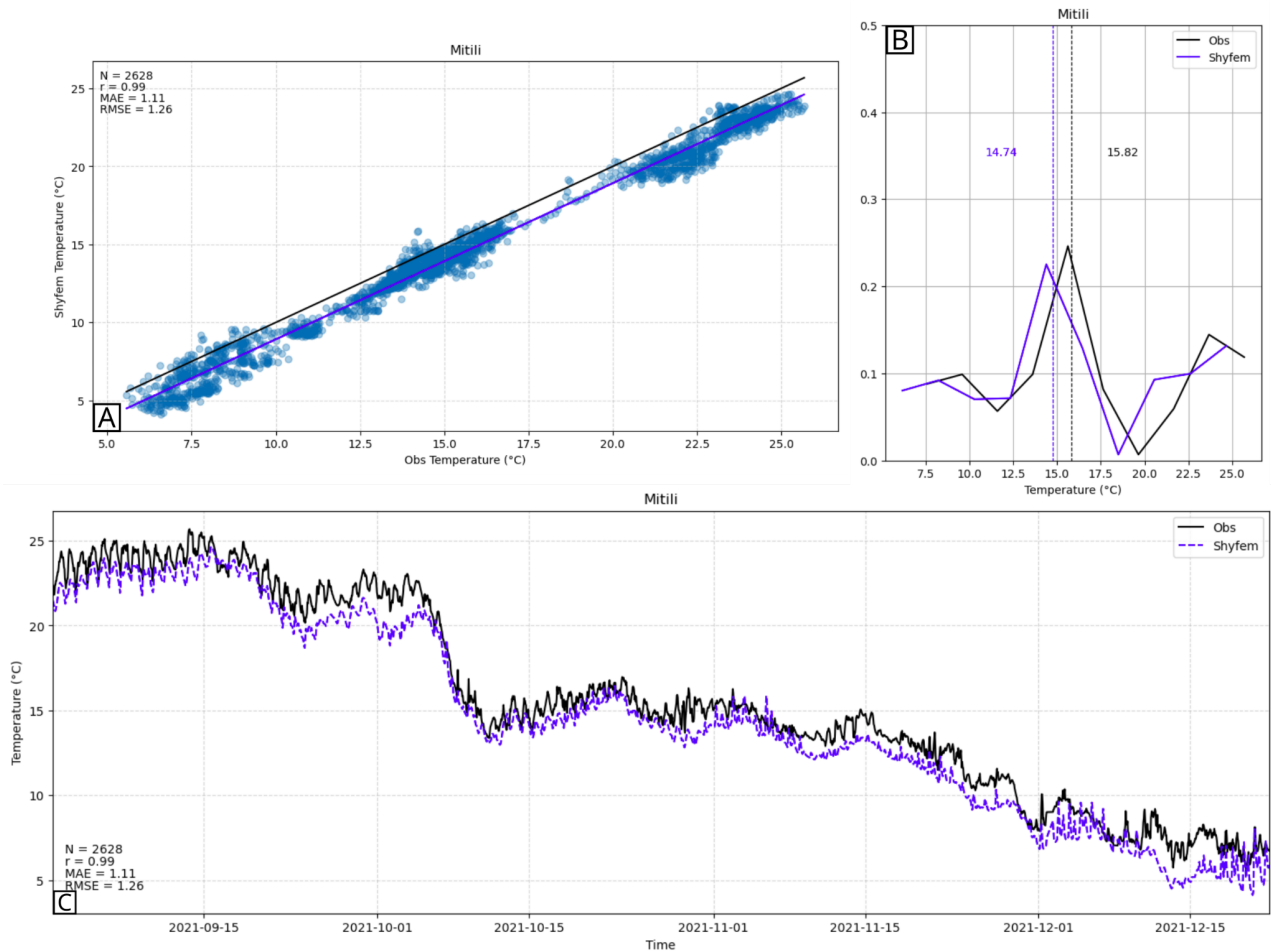 Mitili
N = 2628
r = 0.99
MAE = 1.11
RMSE = 1.26
25
20
15
10
5
Shyfem Temperature (°C)
A
5.0 7.5 10.0 12.5 15.0 17.5 20.0 22.5 25.0
Obs Temperature (°C)
Mitili
B
Obs
Shyfem
0.5
0.4
0.3
0.2
0.1
0.0
14.74 15.82
7.5 10.0 12.5 15.0 17.5 20.0 22.5 25.0
Temperature (°C)
Mitili
Obs
Shyfem
25
20
15
10
5
Temperature (°C)
N = 2628
r = 0.99
MAE = 1.11
RMSE = 1.26
C
2021-09-15 2021-10-01 2021-10-15 2021-11-01 2021-11-15 2021-12-01 2021-12-15
Time